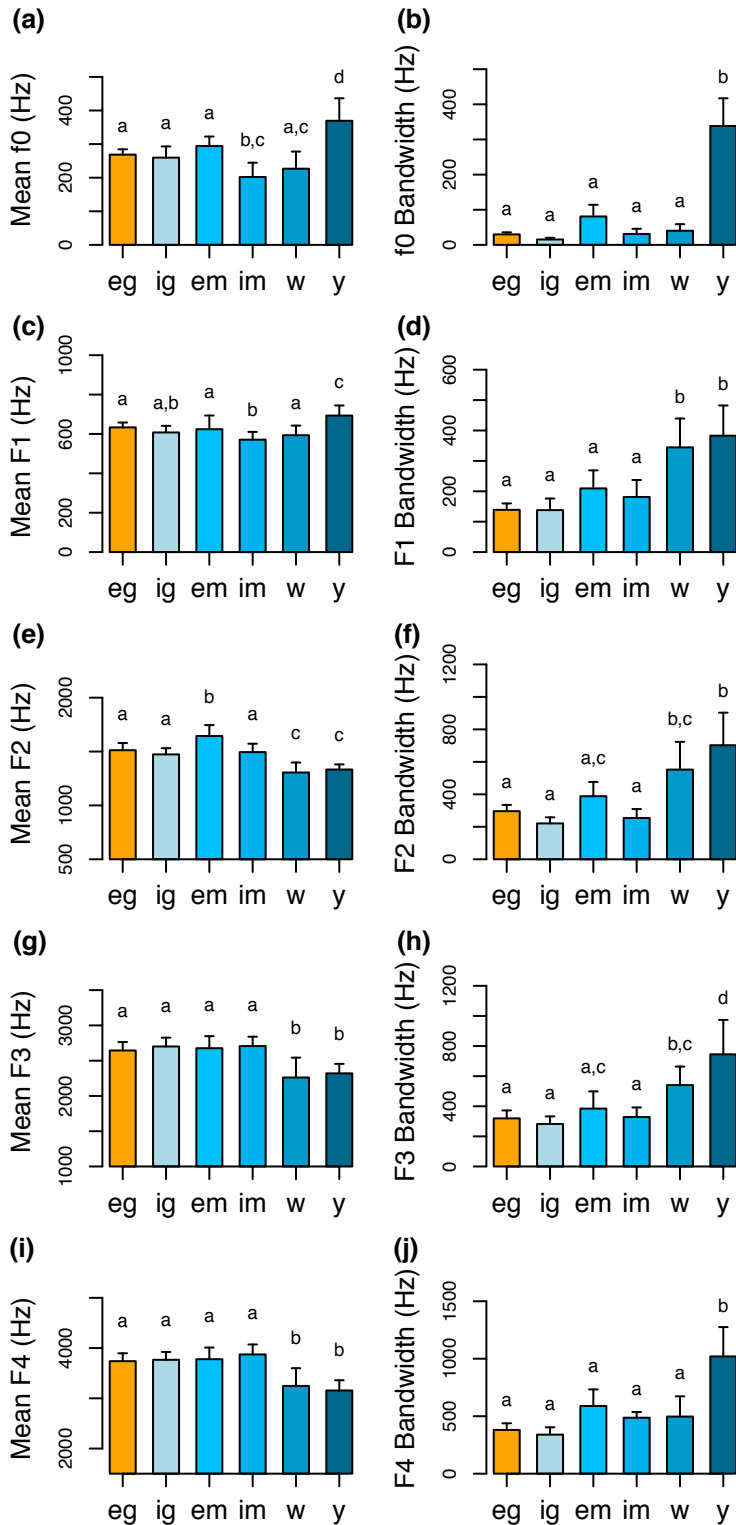 (a)
Mean f0 (Hz)
0 200 400
a a a b,c a,c d
eg ig em im w y
(b)
f0 Bandwidth (Hz)
0 200 400
a a a a a b
eg ig em im w y
(c)
Mean F1 (Hz)
0 200 600 1000
a a,b a b a c
eg ig em im w y
(d)
F1 Bandwidth (Hz)
0 200 400 600
a a a a b b
eg ig em im w y
(e)
Mean F2 (Hz)
500 1000 2000
a a b a c c
eg ig em im w y
(f)
F2 Bandwidth (Hz)
0 400 800 1200
a a a,c a b,c b
eg ig em im w y
(g)
Mean F3 (Hz)
1000 2000 3000
a a a a b b
eg ig em im w y
(h)
F3 Bandwidth (Hz)
0 400 800 1200
a a a,c a b,c d
eg ig em im w y
(i)
Mean F4 (Hz)
2000 4000
a a a a b b
eg ig em im w y
(j)
F4 Bandwidth (Hz)
0 500 1000 1500
a a a a a b
eg ig em im w y